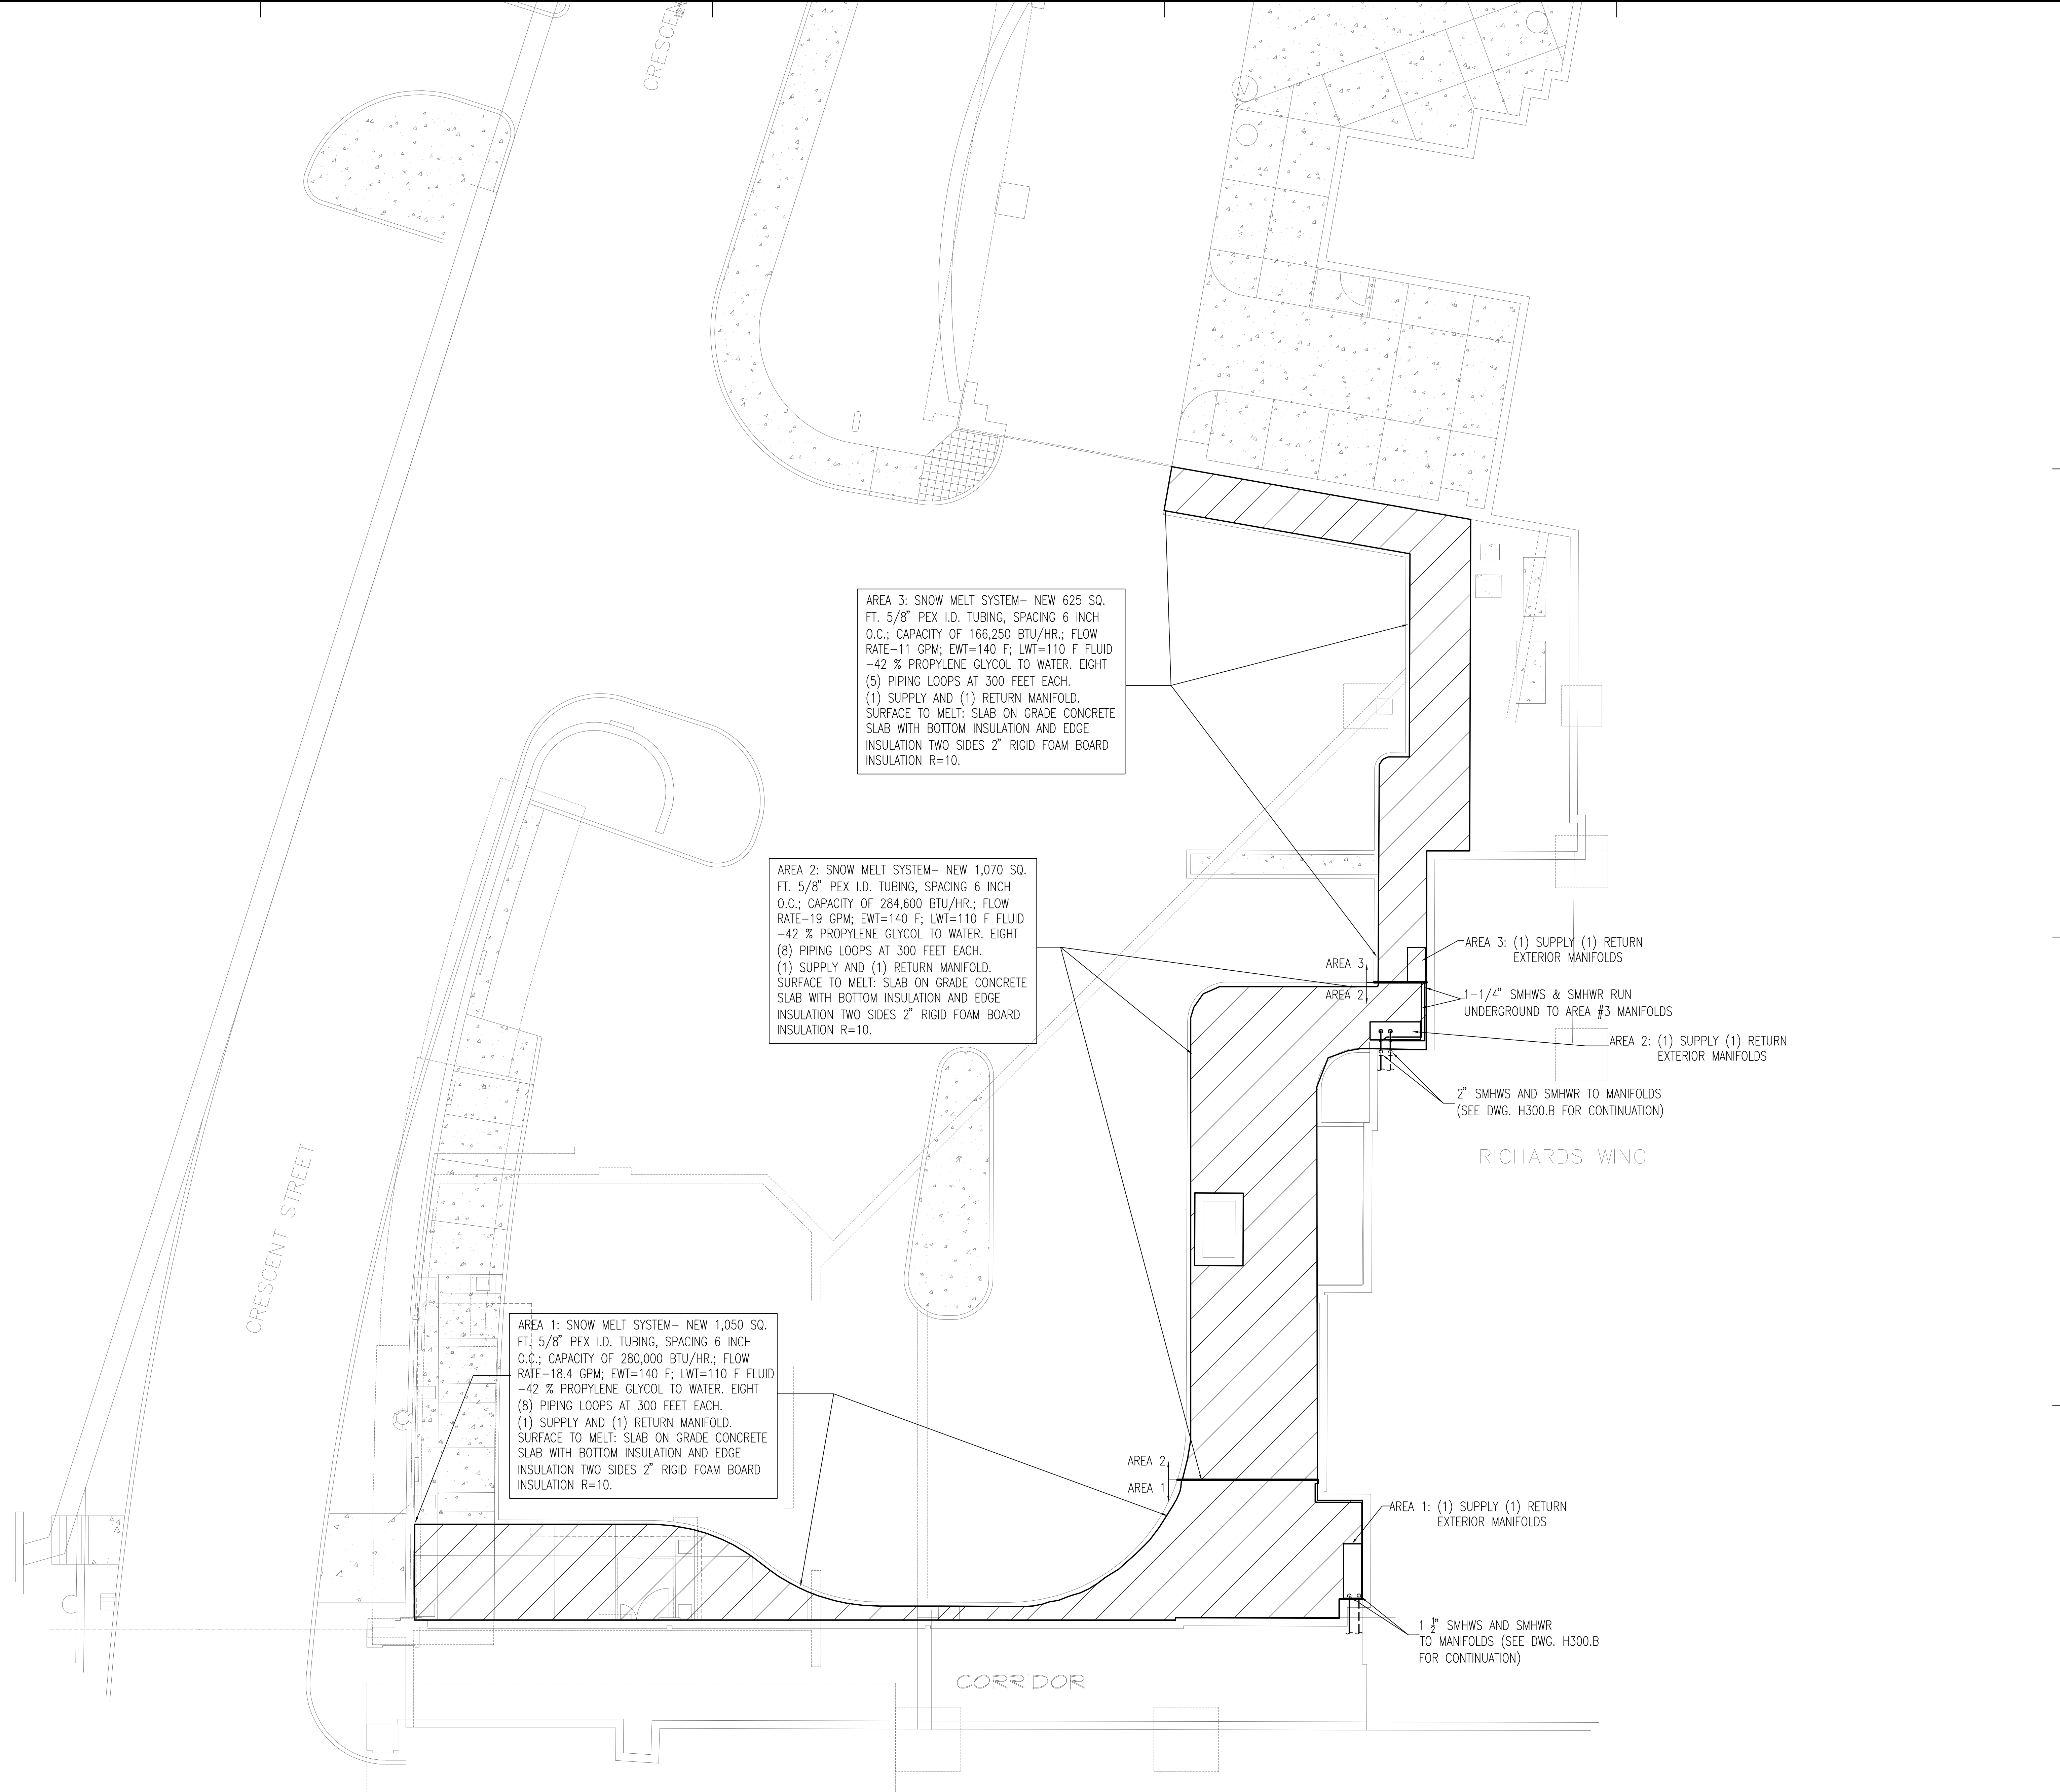 CRESCEN
M
AREA 3: SNOW MELT SYSTEM– NEW 625 SQ.
FT. 5/8" PEX I.D. TUBING, SPACING 6 INCH
O.C.; CAPACITY OF 166,250 BTU/HR.; FLOW
RATE–11 GPM; EWT=140 F; LWT=110 F FLUID
–42 % PROPYLENE GLYCOL TO WATER. EIGHT
(5) PIPING LOOPS AT 300 FEET EACH.
(1) SUPPLY AND (1) RETURN MANIFOLD.
SURFACE TO MELT: SLAB ON GRADE CONCRETE
SLAB WITH BOTTOM INSULATION AND EDGE
INSULATION TWO SIDES 2" RIGID FOAM BOARD
INSULATION R=10.
AREA 2: SNOW MELT SYSTEM– NEW 1,070 SQ.
FT. 5/8" PEX I.D. TUBING, SPACING 6 INCH
O.C.; CAPACITY OF 284,600 BTU/HR.; FLOW
RATE–19 GPM; EWT=140 F; LWT=110 F FLUID
–42 % PROPYLENE GLYCOL TO WATER. EIGHT
(8) PIPING LOOPS AT 300 FEET EACH.
(1) SUPPLY AND (1) RETURN MANIFOLD.
SURFACE TO MELT: SLAB ON GRADE CONCRETE
SLAB WITH BOTTOM INSULATION AND EDGE
INSULATION TWO SIDES 2" RIGID FOAM BOARD
INSULATION R=10.
AREA 3: (1) SUPPLY (1) RETURN
EXTERIOR MANIFOLDS
AREA 3
AREA 2
1–1/4" SMHWS & SMHWR RUN
UNDERGROUND TO AREA #3 MANIFOLDS
AREA 2: (1) SUPPLY (1) RETURN
EXTERIOR MANIFOLDS
2" SMHWS AND SMHWR TO MANIFOLDS
(SEE DWG. H300.B FOR CONTINUATION)
RICHARDS WING
CRESCENT STREET
AREA 1: SNOW MELT SYSTEM– NEW 1,050 SQ.
FT. 5/8" PEX I.D. TUBING, SPACING 6 INCH
O.C.; CAPACITY OF 280,000 BTU/HR.; FLOW
RATE–18.4 GPM; EWT=140 F; LWT=110 F FLUID
–42 % PROPYLENE GLYCOL TO WATER. EIGHT
(8) PIPING LOOPS AT 300 FEET EACH.
(1) SUPPLY AND (1) RETURN MANIFOLD.
SURFACE TO MELT: SLAB ON GRADE CONCRETE
SLAB WITH BOTTOM INSULATION AND EDGE
INSULATION TWO SIDES 2" RIGID FOAM BOARD
INSULATION R=10.
AREA 2
AREA 1
AREA 1: (1) SUPPLY (1) RETURN
EXTERIOR MANIFOLDS
1 ½" SMHWS AND SMHWR
TO MANIFOLDS (SEE DWG. H300.B
FOR CONTINUATION)
CORRIDOR